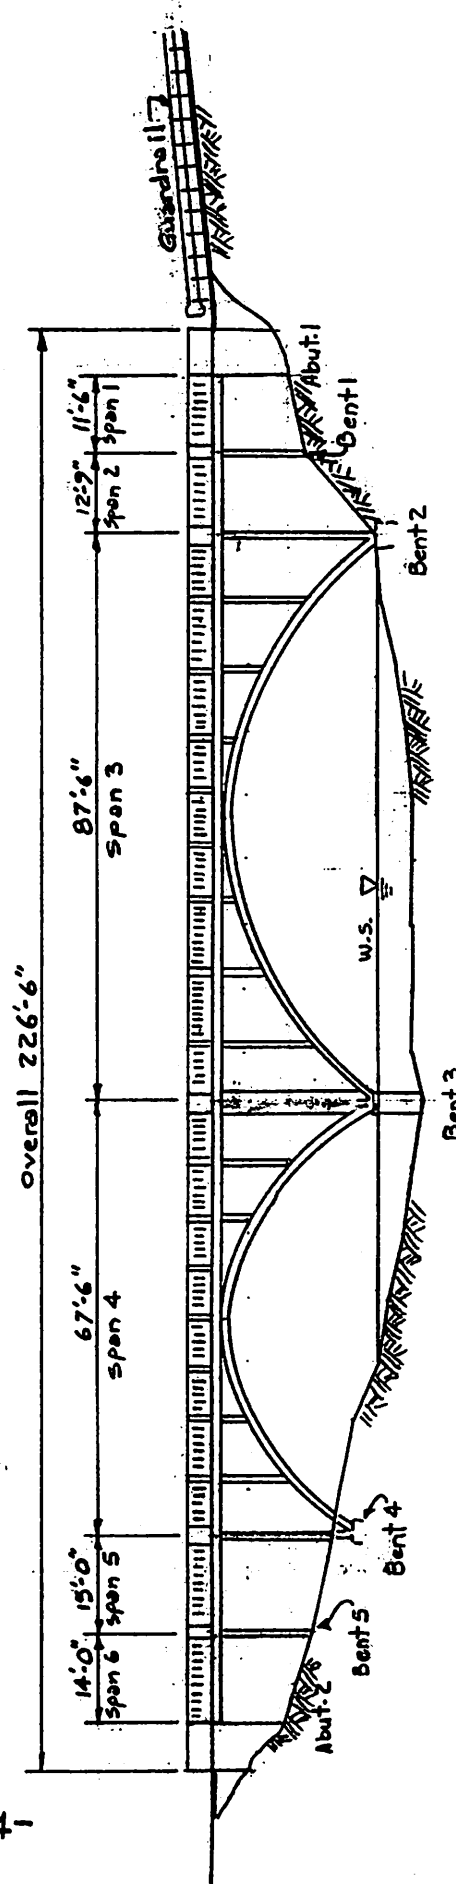 Overall 226'-6"
14'-0"
span 6
15'-0"
span 5
67'-6"
span 4
87'-6"
span 3
12'-9"
span 2
11'-6"
span 1
Guardrail
Abut. 2
Bent 5
Bent 4
Bent 3
W.S.
Bent 2
Bent 1
Abut. 1